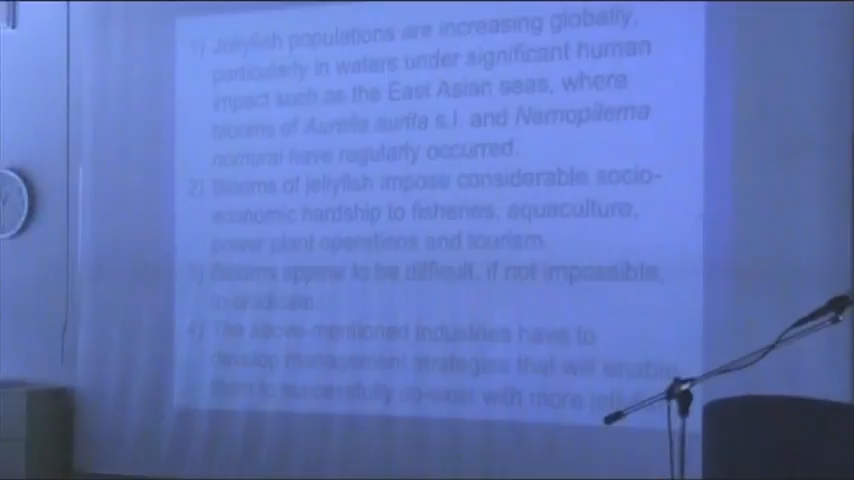 1) Jellyfish populations are increasing globally,
particularly in waters under significant human
impact such as the East Asian seas, where
blooms of Aurelia aurita s.l. and Nemopilema
nomurai have regularly occurred.
2) Blooms of jellyfish impose considerable socio-
economic hardship to fisheries, aquaculture,
power plant operations and tourism.
3) Blooms appear to be difficult, if not impossible,
to eradicate.
4) The above-mentioned industries have to
develop management strategies that will enable
them to successfully co-exist with more